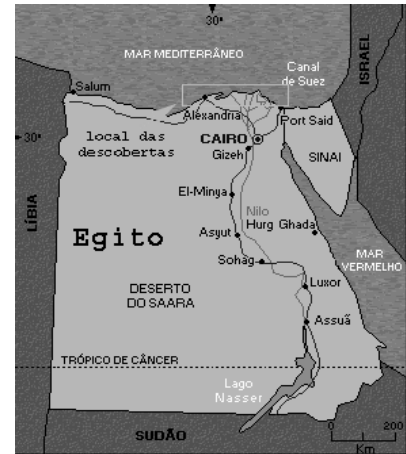 30°
MAR MEDITERRÂNEO
ISRAEL
Canal
de Suez
Salum
Alexandria
Port Said
local das
descobertas
30°
CAIRO
Gizeh
SINAI
LÍBIA
El-Minya
Nilo
Hurg Ghada
Egito
Asyut
MAR
VERMELHO
Sohag
DESERTO
DO SAARA
Luxor
Assuã
TRÓPICO DE CÂNCER
Lago
Nasser
0 200
Km
SUDÃO